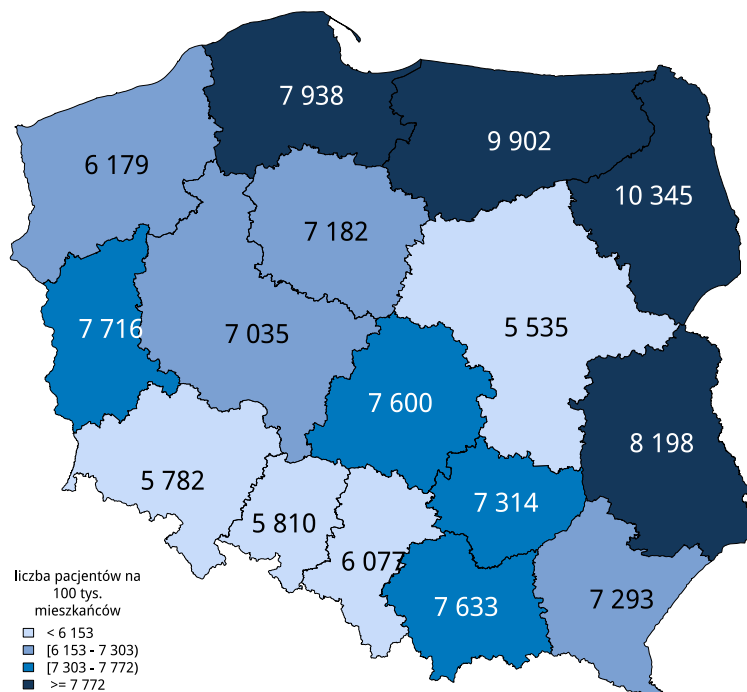 7 938
9 902
6 179
10 345
7 182
7 716
7 035
5 535
7 600
8 198
5 782
7 314
5 810
6 077
7 633
7 293
liczba pacjentów na
100 tys.
mieszkańców
< 6 153
[6 153 - 7 303)
[7 303 - 7 772)
>= 7 772